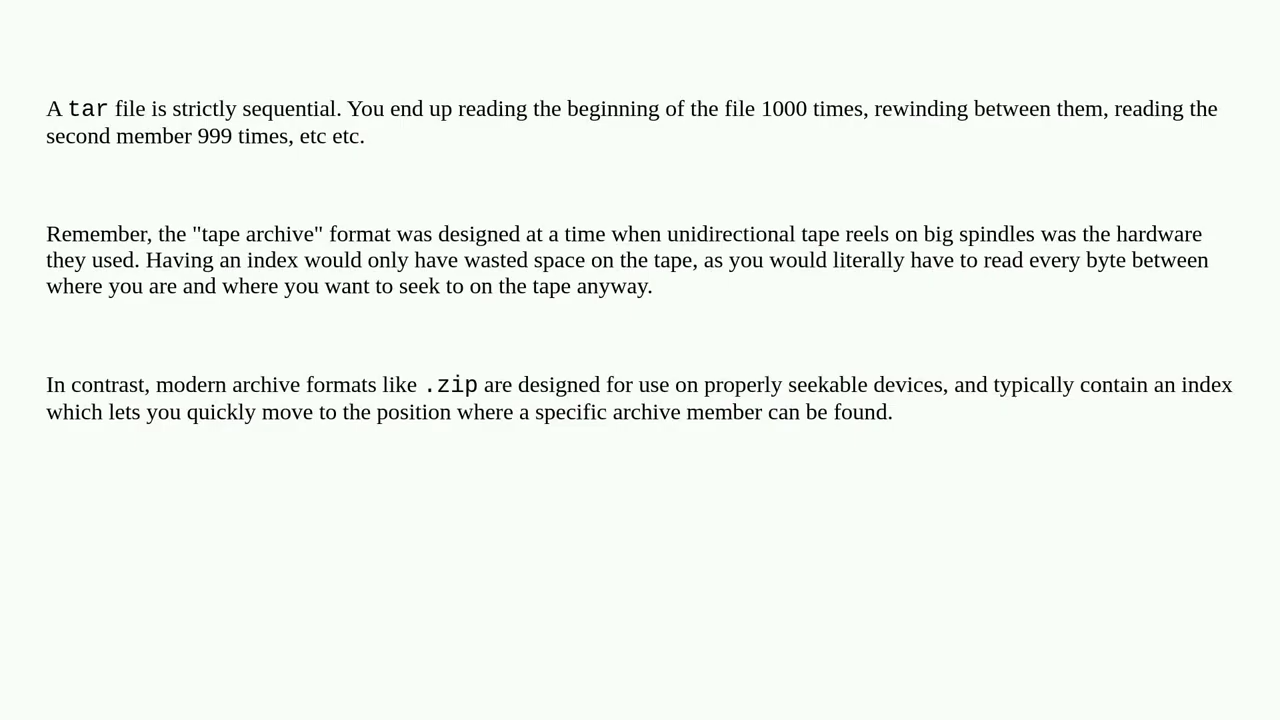 A tar file is strictly sequential. You end up reading the beginning of the file 1000 times, rewinding between them, reading the
second member 999 times, etc etc.
Remember, the "tape archive" format was designed at a time when unidirectional tape reels on big spindles was the hardware
they used. Having an index would only have wasted space on the tape, as you would literally have to read every byte between
where you are and where you want to seek to on the tape anyway.
In contrast, modern archive formats like .zip are designed for use on properly seekable devices, and typically contain an index
which lets you quickly move to the position where a specific archive member can be found.